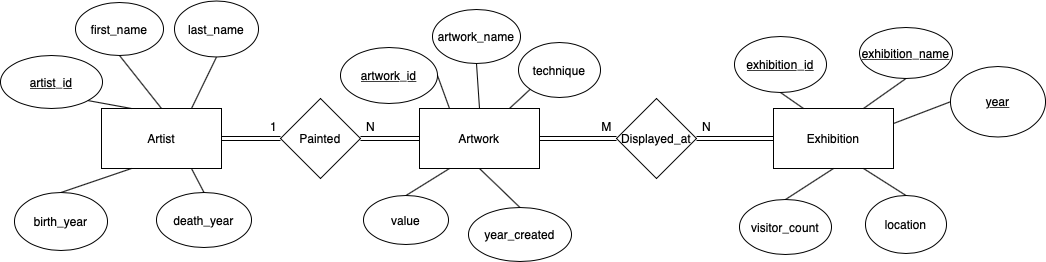 first_name
last_name
artist_id
Artist
birth_year
death_year
1
Painted
N
artwork_name
artwork_id
technique
Artwork
value
year_created
M
Displayed_at
N
exhibition_id
exhibition_name
year
Exhibition
visitor_count
location